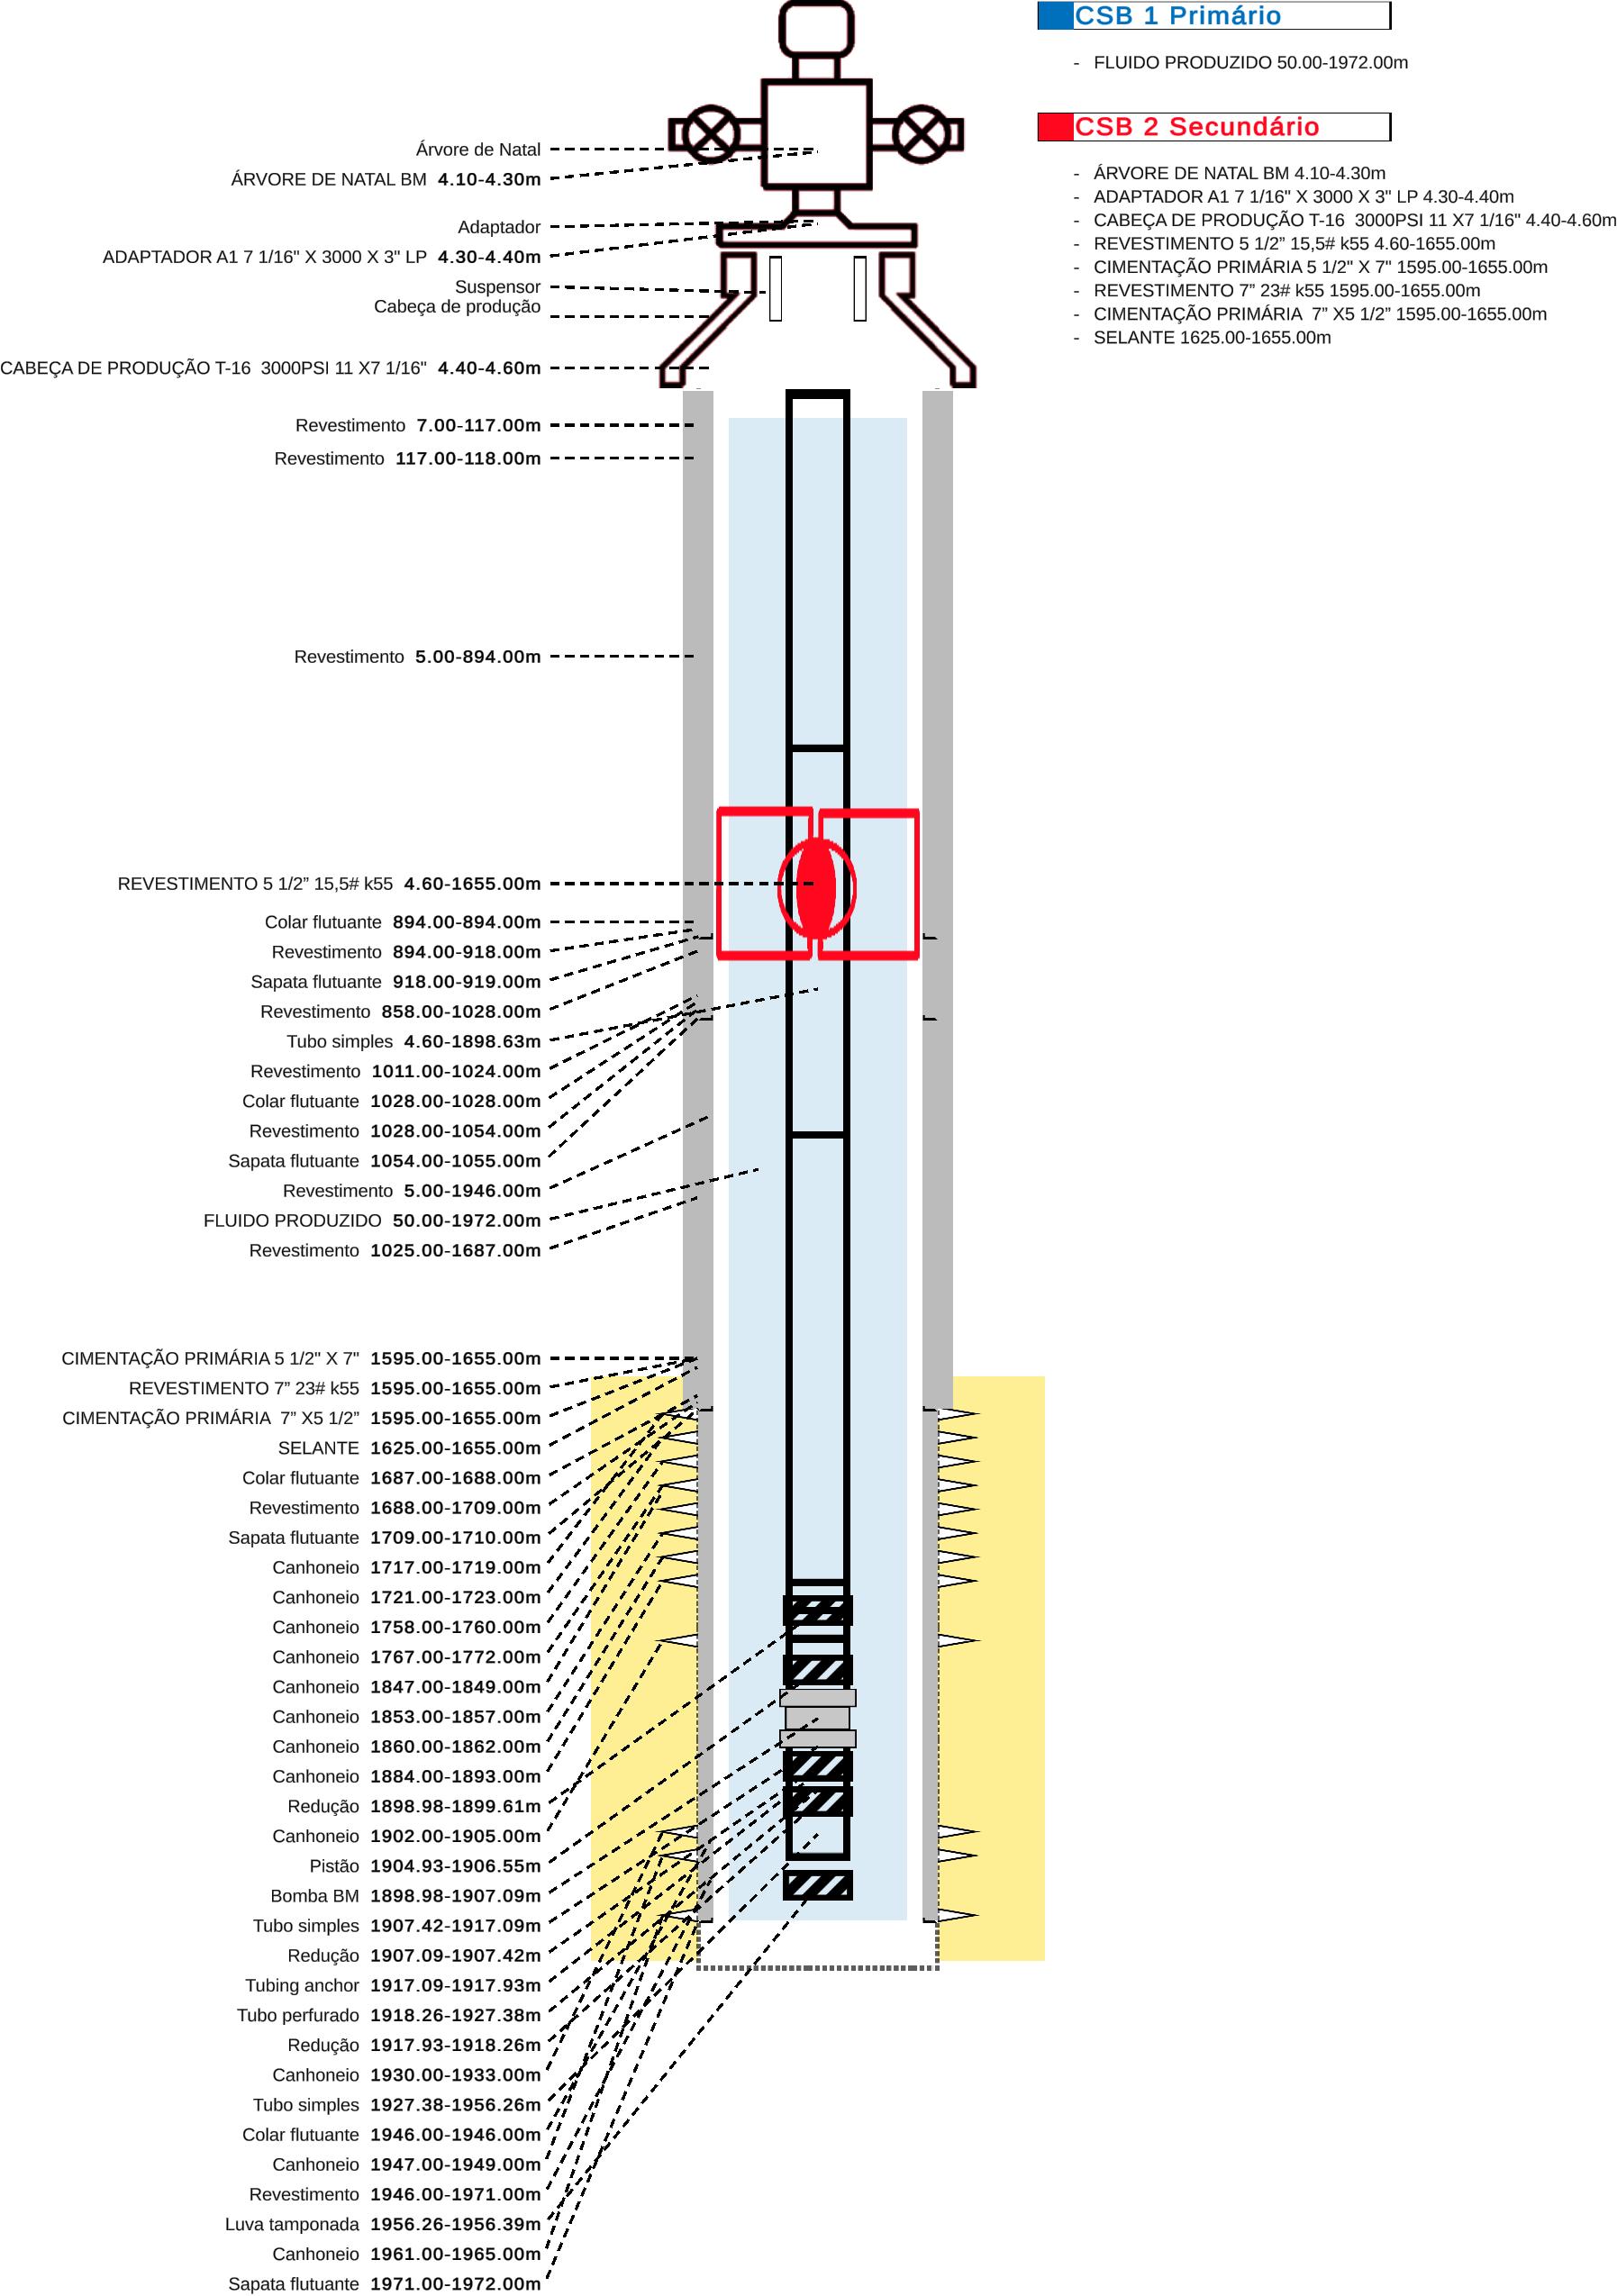 CSB 1 Primário
- FLUIDO PRODUZIDO 50.00-1972.00m
CSB 2 Secundário
- ÁRVORE DE NATAL BM 4.10-4.30m
- ADAPTADOR A1 7 1/16" X 3000 X 3" LP 4.30-4.40m
- CABEÇA DE PRODUÇÃO T-16  3000PSI 11 X7 1/16" 4.40-4.60m
- REVESTIMENTO 5 1/2” 15,5# k55 4.60-1655.00m
- CIMENTAÇÃO PRIMÁRIA 5 1/2" X 7" 1595.00-1655.00m
- REVESTIMENTO 7” 23# k55 1595.00-1655.00m
- CIMENTAÇÃO PRIMÁRIA  7” X5 1/2” 1595.00-1655.00m
- SELANTE 1625.00-1655.00m
Árvore de Natal
ÁRVORE DE NATAL BM 4.10-4.30m
Adaptador
ADAPTADOR A1 7 1/16" X 3000 X 3" LP 4.30-4.40m
Suspensor
Cabeça de produção
CABEÇA DE PRODUÇÃO T-16  3000PSI 11 X7 1/16" 4.40-4.60m
Revestimento 7.00-117.00m
Revestimento 117.00-118.00m
Revestimento 5.00-894.00m
REVESTIMENTO 5 1/2” 15,5# k55 4.60-1655.00m
Colar flutuante 894.00-894.00m
Revestimento 894.00-918.00m
Sapata flutuante 918.00-919.00m
Revestimento 858.00-1028.00m
Tubo simples 4.60-1898.63m
Revestimento 1011.00-1024.00m
Colar flutuante 1028.00-1028.00m
Revestimento 1028.00-1054.00m
Sapata flutuante 1054.00-1055.00m
Revestimento 5.00-1946.00m
FLUIDO PRODUZIDO 50.00-1972.00m
Revestimento 1025.00-1687.00m
CIMENTAÇÃO PRIMÁRIA 5 1/2" X 7" 1595.00-1655.00m
REVESTIMENTO 7” 23# k55 1595.00-1655.00m
CIMENTAÇÃO PRIMÁRIA  7” X5 1/2” 1595.00-1655.00m
SELANTE 1625.00-1655.00m
Colar flutuante 1687.00-1688.00m
Revestimento 1688.00-1709.00m
Sapata flutuante 1709.00-1710.00m
Canhoneio 1717.00-1719.00m
Canhoneio 1721.00-1723.00m
Canhoneio 1758.00-1760.00m
Canhoneio 1767.00-1772.00m
Canhoneio 1847.00-1849.00m
Canhoneio 1853.00-1857.00m
Canhoneio 1860.00-1862.00m
Canhoneio 1884.00-1893.00m
Redução 1898.98-1899.61m
Canhoneio 1902.00-1905.00m
Pistão 1904.93-1906.55m
Bomba BM 1898.98-1907.09m
Tubo simples 1907.42-1917.09m
Redução 1907.09-1907.42m
Tubing anchor 1917.09-1917.93m
Tubo perfurado 1918.26-1927.38m
Redução 1917.93-1918.26m
Canhoneio 1930.00-1933.00m
Tubo simples 1927.38-1956.26m
Colar flutuante 1946.00-1946.00m
Canhoneio 1947.00-1949.00m
Revestimento 1946.00-1971.00m
Luva tamponada 1956.26-1956.39m
Canhoneio 1961.00-1965.00m
Sapata flutuante 1971.00-1972.00m